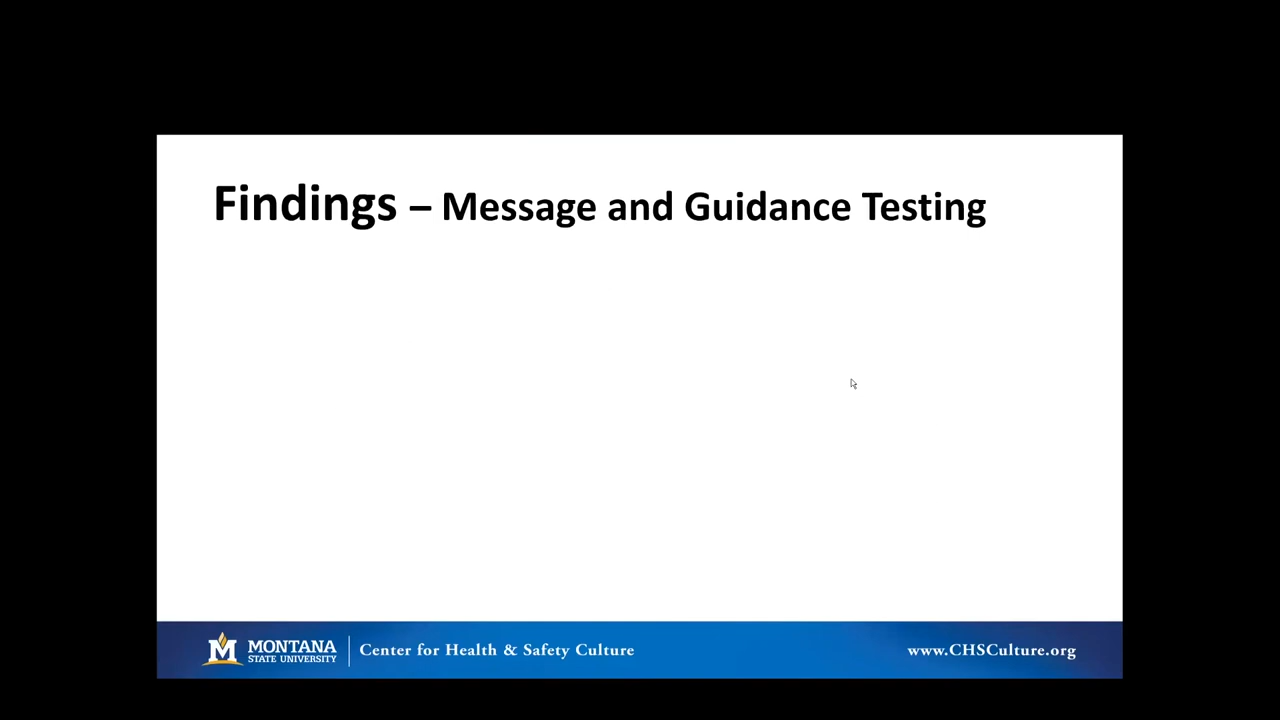 Findings – Message and Guidance Testing
MONTANA
STATE UNIVERSITY
Center for Health & Safety Culture
www.CHSCulture.org